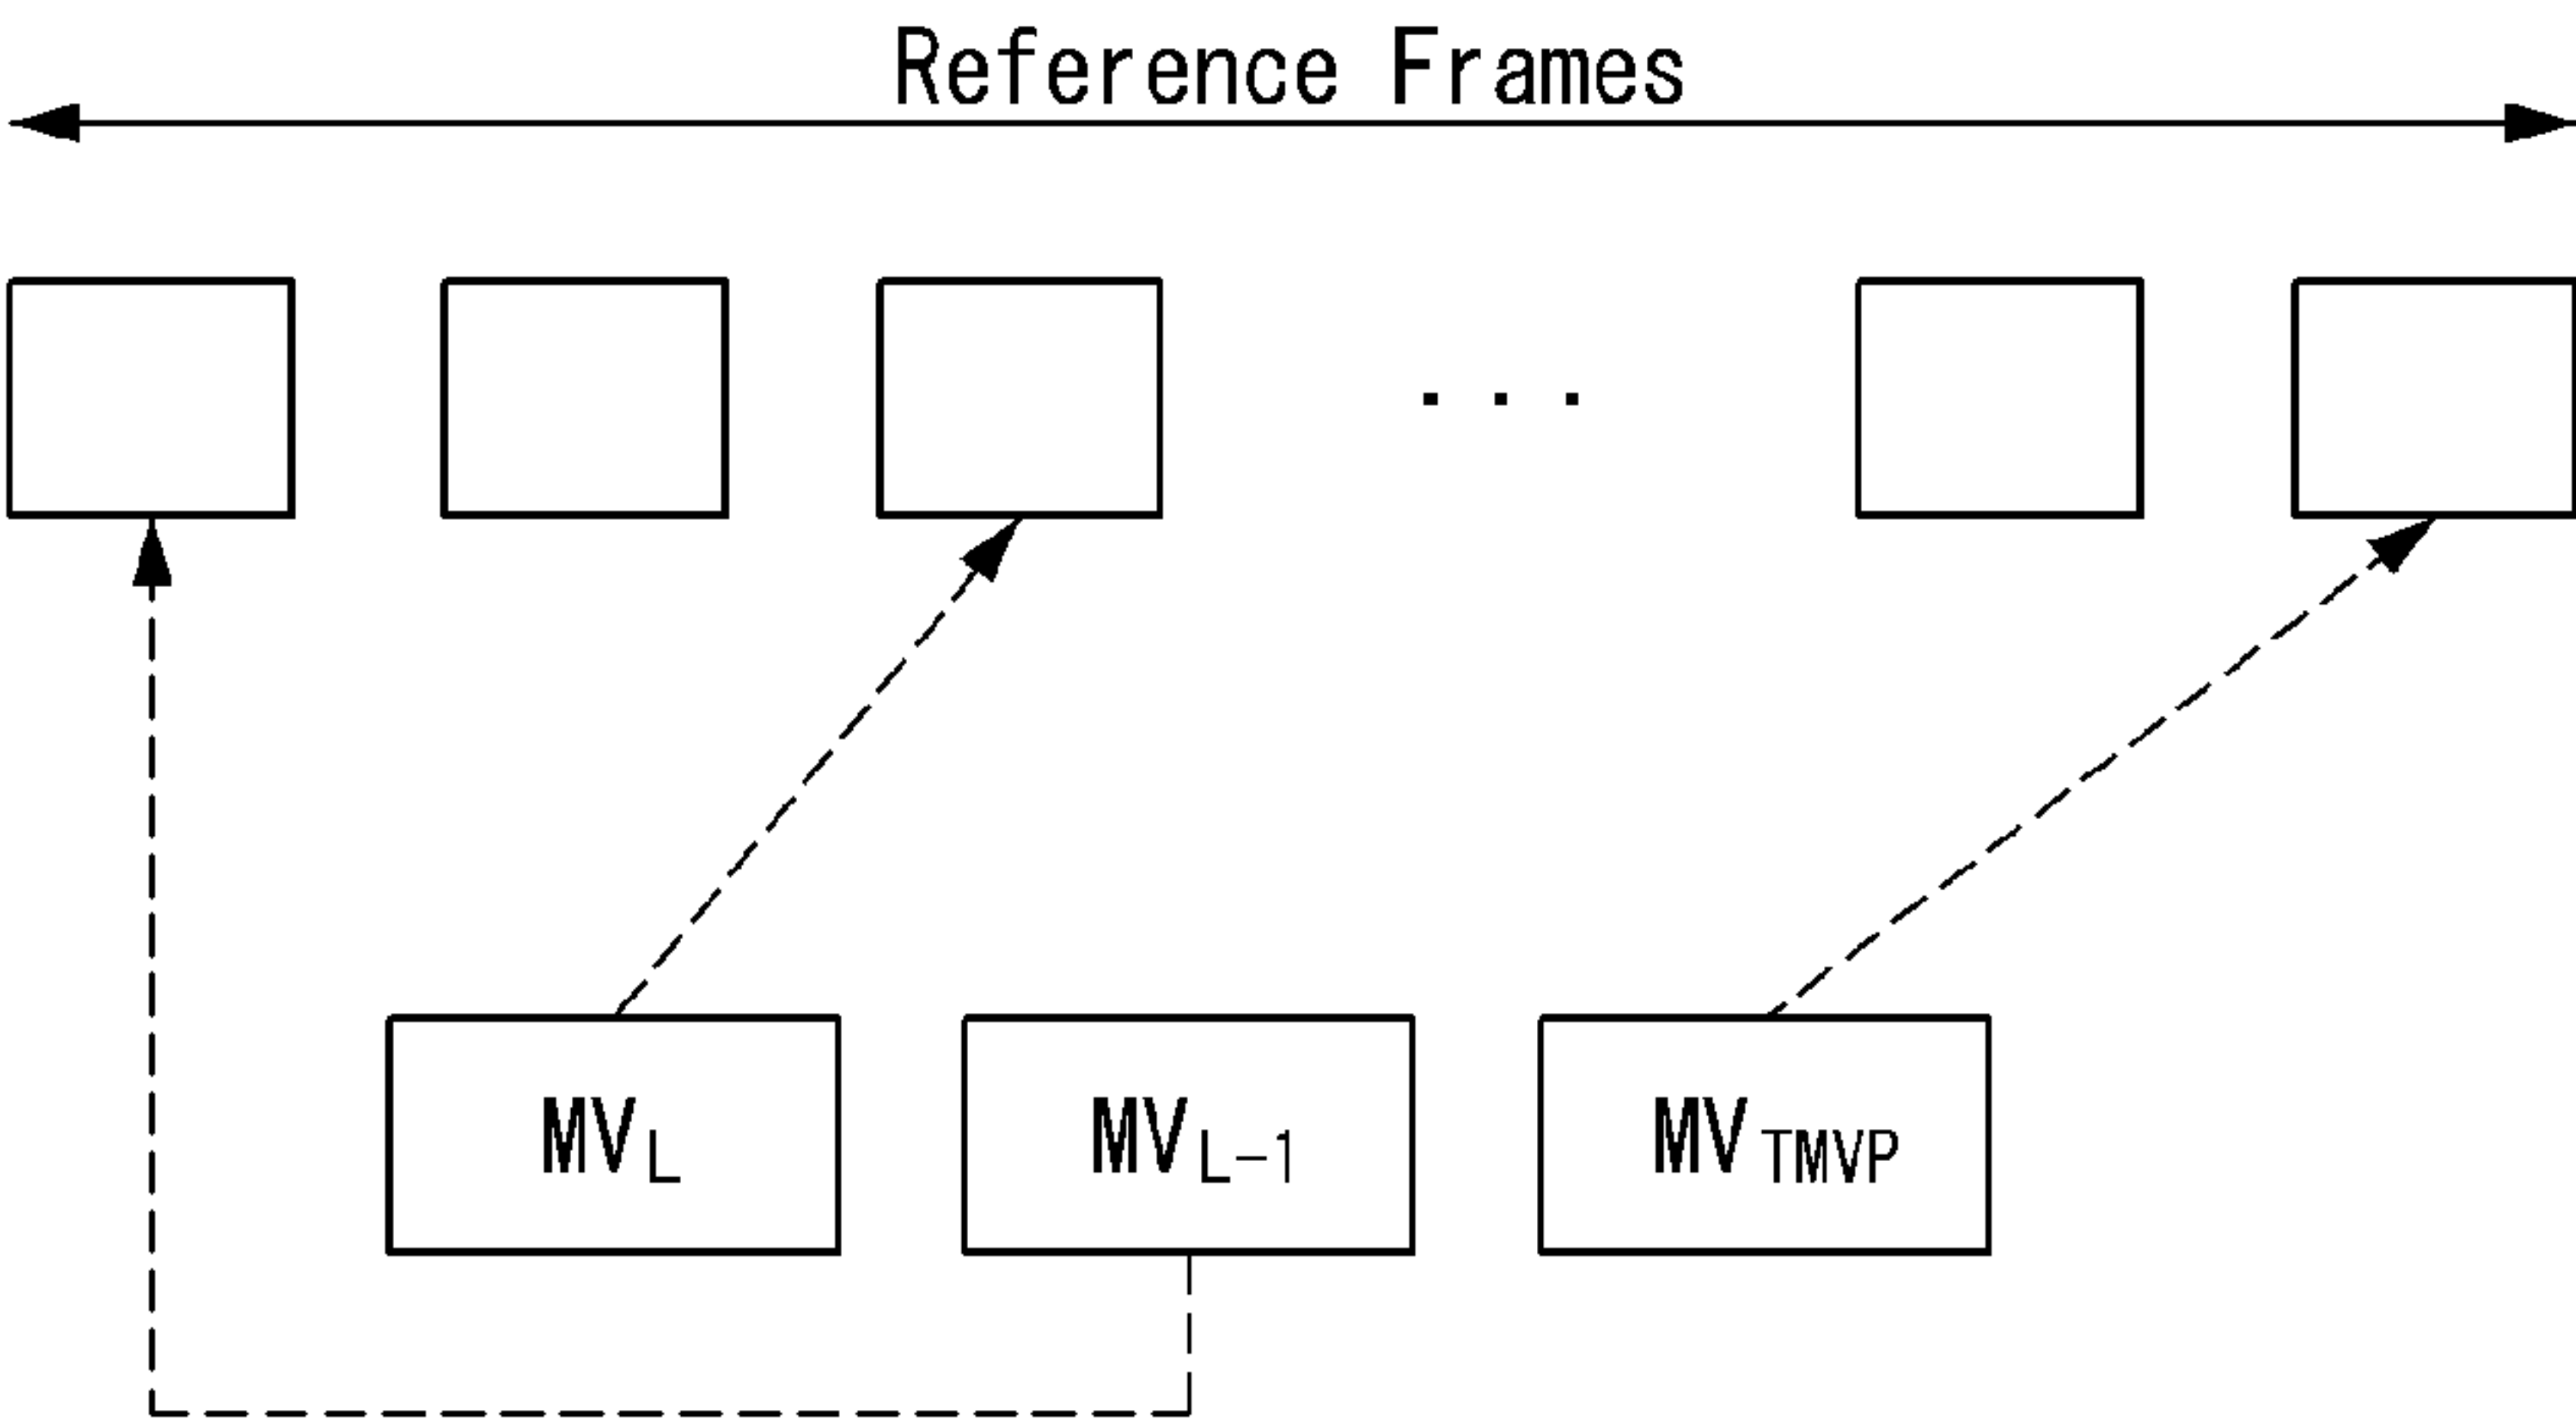 Reference Frames
. . .
MVL
MVL-1
MVTMVP